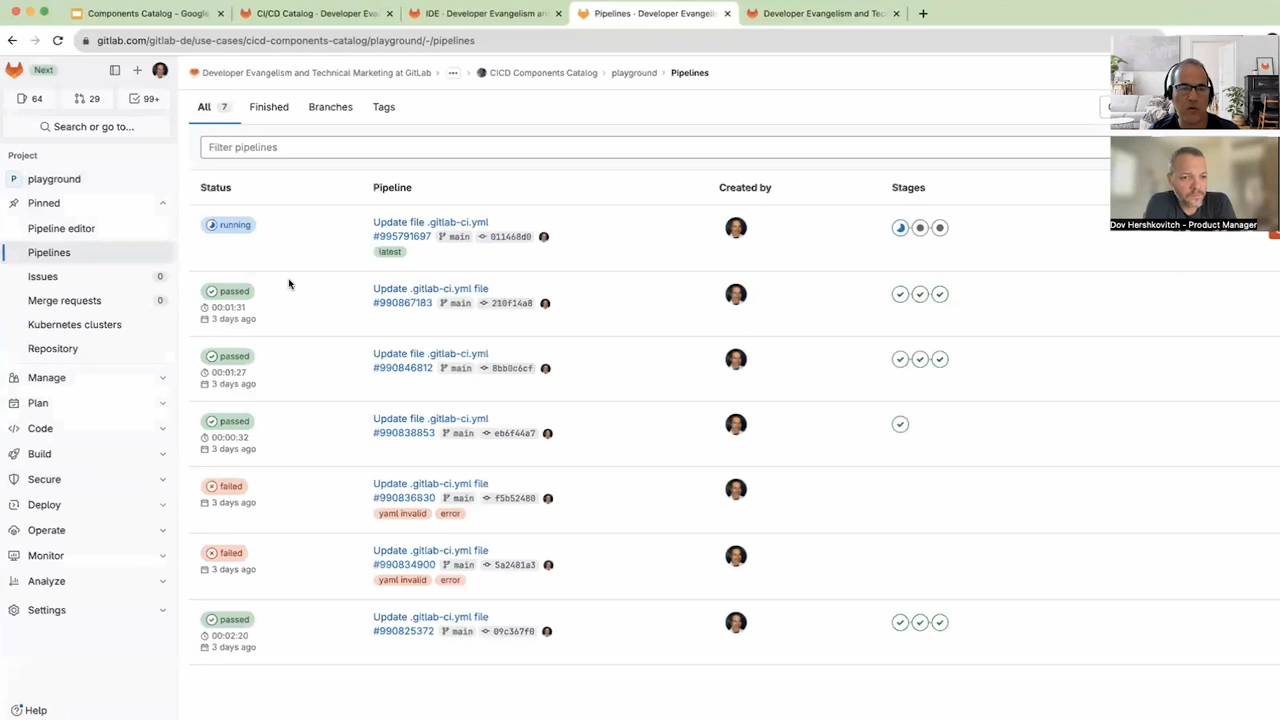 Components Catalog - Google
CI/CD Catalog · Developer Eva
IDE · Developer Evangelism an
Pipelines · Developer Evangeli
Developer Evangelism and Tec
gitlab.com/gitlab-de/use-cases/cicd-components-catalog/playground/-/pipelines
Next
64
29
99+
Search or go to...
Project
P
playground
Pinned
Pipeline editor
Pipelines
Issues
0
Merge requests
0
Kubernetes clusters
Repository
Manage
Plan
Code
Build
Secure
Deploy
Operate
Monitor
Analyze
Settings
Help
Developer Evangelism and Technical Marketing at GitLab
CICD Components Catalog
playground
Pipelines
All 7
Finished
Branches
Tags
Filter pipelines
Status
Pipeline
Created by
Stages
running
Update file .gitlab-ci.yml
#995791697 main 011468d0
latest
passed
00:01:31
3 days ago
Update .gitlab-ci.yml file
#990867183 main 210f14a8
passed
00:01:27
3 days ago
Update file .gitlab-ci.yml
#990846812 main 8bb0c6cf
passed
00:00:32
3 days ago
Update file .gitlab-ci.yml
#990838853 main eb6f44a7
failed
3 days ago
Update .gitlab-ci.yml file
#990836830 main f5b52480
yaml invalid error
failed
3 days ago
Update .gitlab-ci.yml file
#990834900 main 5a2481a3
yaml invalid error
passed
00:02:20
3 days ago
Update .gitlab-ci.yml file
#990825372 main 09c367f0
Dov Hershkovitch - Product Manager